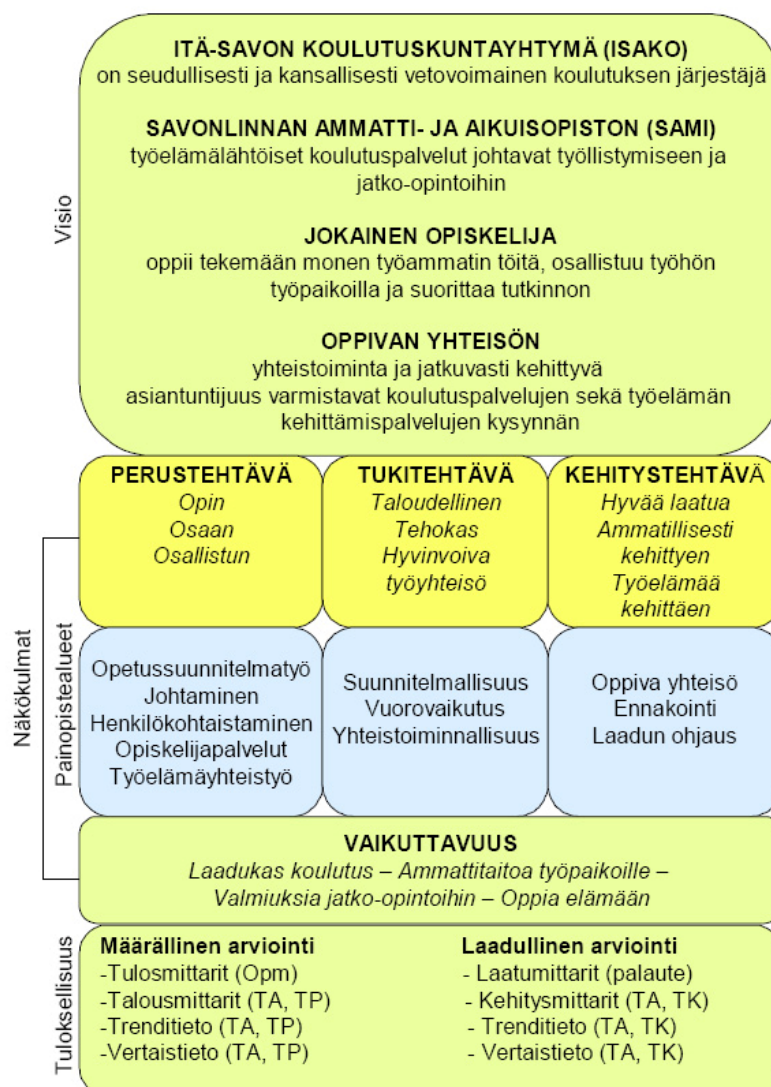 ITÄ-SAVON KOULUTUSKUNTAYHTYMÄ (ISAKO)
on seudullisesti ja kansallisesti vetovoimainen koulutuksen järjestäjä
SAVONLINNAN AMMATTI- JA AIKUISOPISTON (SAMI)
työelämälähtöiset koulutuspalvelut johtavat työllistymiseen ja
jatko-opintoihin
JOKAINEN OPISKELIJA
oppii tekemään monen työammatin töitä, osallistuu työhön
työpaikoilla ja suorittaa tutkinnon
OPPIVAN YHTEISÖN
yhteistoiminta ja jatkuvasti kehittyvä
asiantuntijuus varmistavat koulutuspalvelujen sekä työelämän
kehittämispalvelujen kysynnän
Visio
PERUSTEHTÄVÄ
Opin
Osaan
Osallistun
TUKITEHTÄVÄ
Taloudellinen
Tehokas
Hyvinvoiva
työyhteisö
KEHITYSTEHTÄVÄ
Hyvää laatua
Ammatillisesti
kehittyen
Työelämää
kehittäen
Näkökulmat
Painopistealueet
Opetussuunnitelmatyö
Johtaminen
Henkilökohtaistaminen
Opiskelijapalvelut
Työelämäyhteistyö
Suunnitelmallisuus
Vuorovaikutus
Yhteistoiminnallisuus
Oppiva yhteisö
Ennakointi
Laadun ohjaus
VAIKUTTAVUUS
Laadukas koulutus – Ammattitaitoa työpaikoille –
Valmiuksia jatko-opintoihin – Oppia elämään
Tuloksellisuus
Määrällinen arviointi
-Tulosmittarit (Opm)
-Talousmittarit (TA, TP)
-Trenditieto (TA, TP)
-Vertaistieto (TA, TP)
Laadullinen arviointi
- Laatumittarit (palaute)
- Kehitysmittarit (TA, TK)
- Trenditieto (TA, TK)
- Vertaistieto (TA, TK)